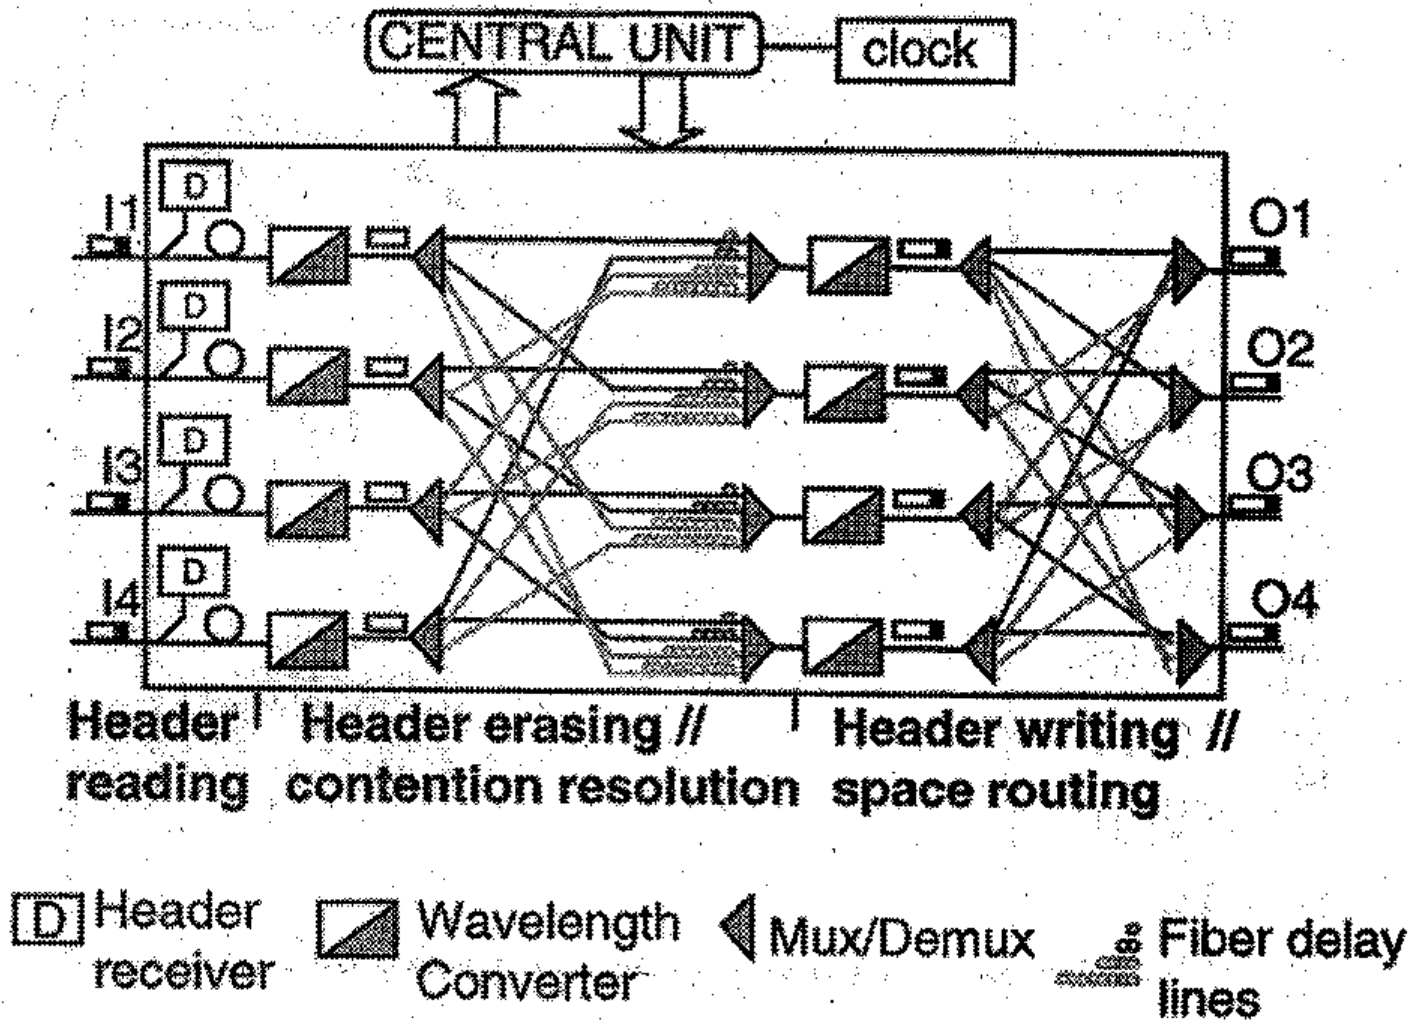 CENTRAL UNIT
clock
D
I1
O1
D
I2
O2
D
I3
O3
D
I4
O4
Header reading
Header erasing //
contention resolution
Header writing //
space routing
D Header receiver
Wavelength Converter
Mux/Demux
Fiber delay lines